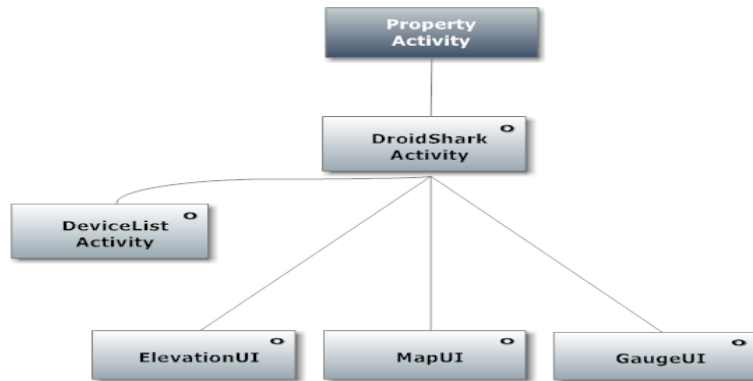 Property
Activity
DroidShark
Activity
DeviceList
Activity
ElevationUI
MapUI
GaugeUI